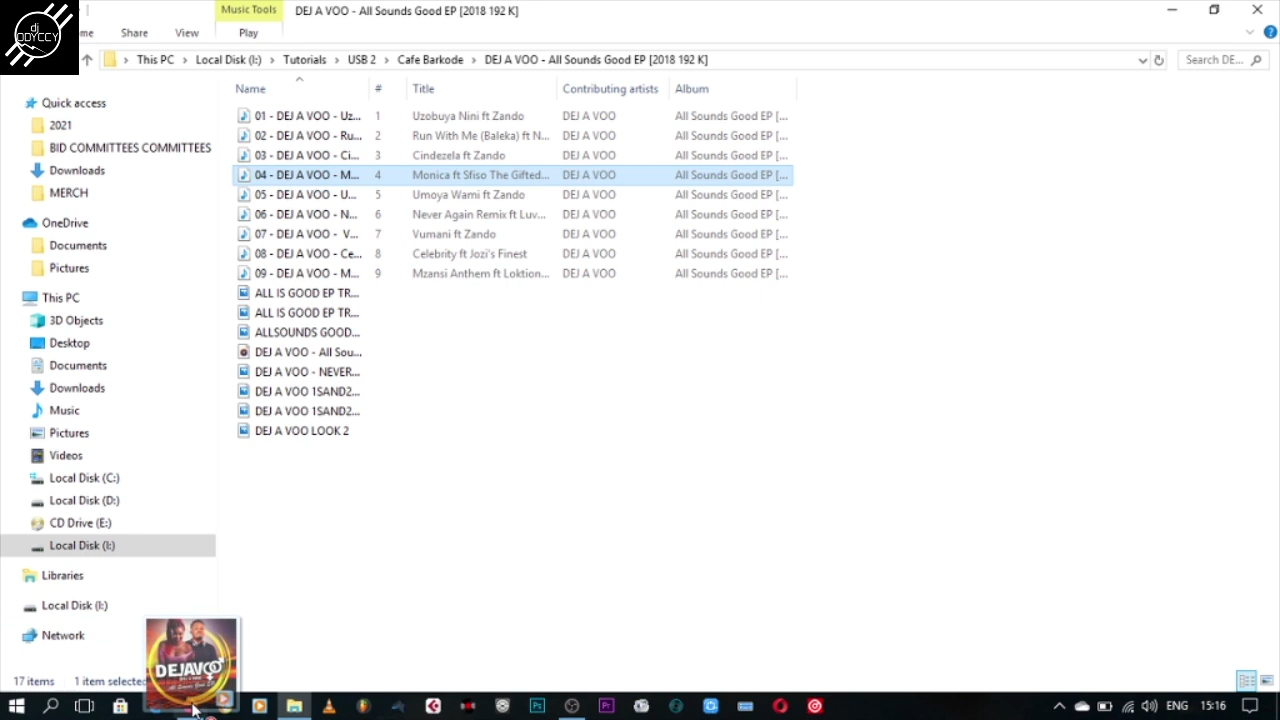 dj
ODYCCY
Music Tools
DEJ A VOO - All Sounds Good EP [2018 192 K]
me
Share
View
Play
This PC > Local Disk (I:) > Tutorials > USB 2 > Cafe Barkode > DEJ A VOO - All Sounds Good EP [2018 192 K]
Search DE...
Name # Title Contributing artists Album
01 - DEJ A VOO - Uz... 1 Uzobuya Nini ft Zando DEJ A VOO All Sounds Good EP [...
02 - DEJ A VOO - Ru... 2 Run With Me (Baleka) ft N... DEJ A VOO All Sounds Good EP [...
03 - DEJ A VOO - Ci... 3 Cindezela ft Zando DEJ A VOO All Sounds Good EP [...
04 - DEJ A VOO - M... 4 Monica ft Sfiso The Gifted... DEJ A VOO All Sounds Good EP [...
05 - DEJ A VOO - U... 5 Umoya Wami ft Zando DEJ A VOO All Sounds Good EP [...
06 - DEJ A VOO - N... 6 Never Again Remix ft Luv... DEJ A VOO All Sounds Good EP [...
07 - DEJ A VOO - V... 7 Vumani ft Zando DEJ A VOO All Sounds Good EP [...
08 - DEJ A VOO - Ce... 8 Celebrity ft Jozi's Finest DEJ A VOO All Sounds Good EP [...
09 - DEJ A VOO - M... 9 Mzansi Anthem ft Loktion... DEJ A VOO All Sounds Good EP [...
ALL IS GOOD EP TR...
ALL IS GOOD EP TR...
ALLSOUNDS GOOD...
DEJ A VOO - All Sou...
DEJ A VOO - NEVER...
DEJ A VOO 1SAND2...
DEJ A VOO 1SAND2...
DEJ A VOO LOOK 2
Quick access
2021
BID COMMITTEES COMMITTEES
Downloads
MERCH
OneDrive
Documents
Pictures
This PC
3D Objects
Desktop
Documents
Downloads
Music
Pictures
Videos
Local Disk (C:)
Local Disk (D:)
CD Drive (E:)
Local Disk (I:)
Libraries
Local Disk (I:)
Network
DEJAVOO
All Sounds Good EP
17 items 1 item selected
ENG 15:16